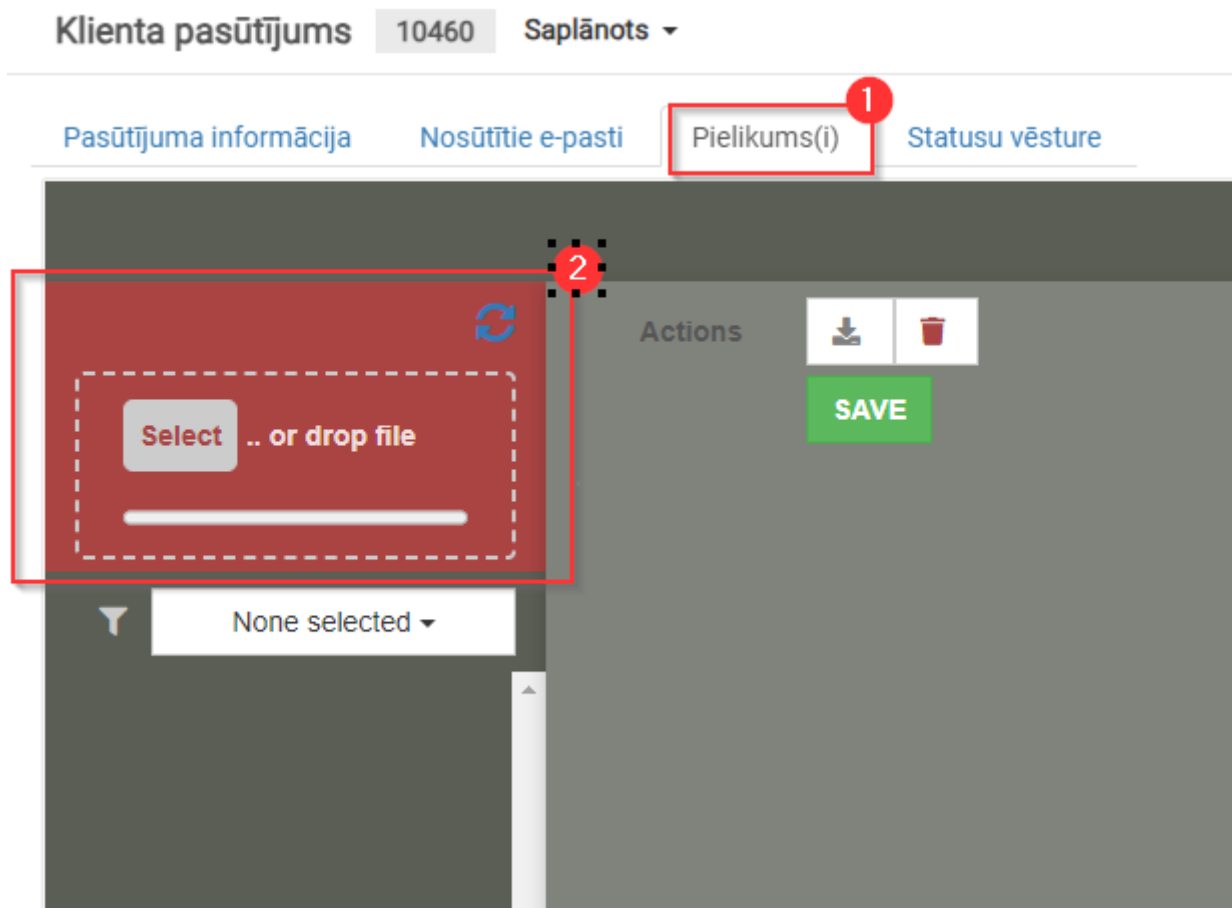 Klienta pasūtījums 10460 Saplānots
1
Pasūtījuma informācija Nosūtītie e-pasti Pielikums(i) Statusu vēsture
2
Actions
Select .. or drop file
SAVE
None selected